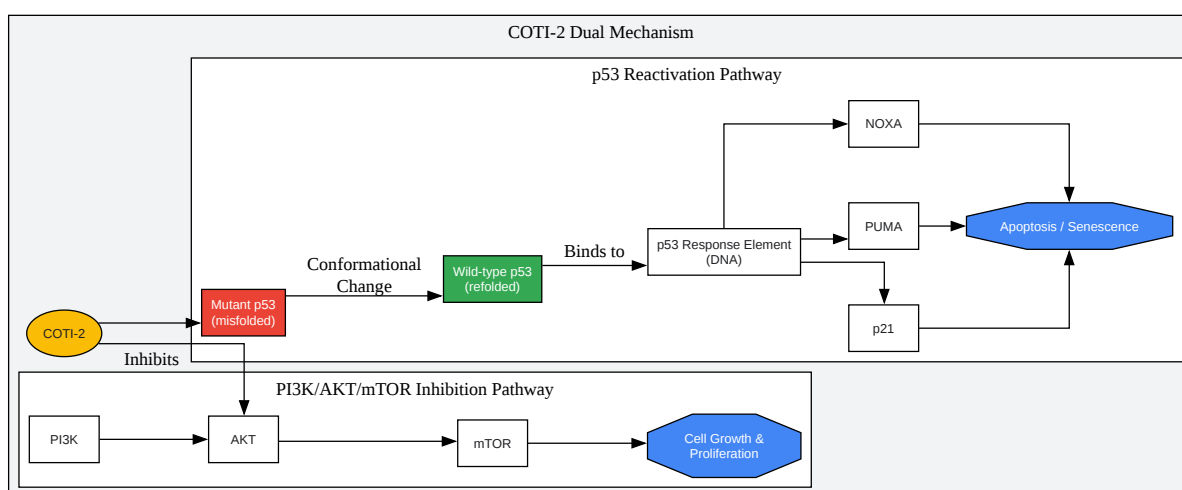 COTI-2 Dual Mechanism
p53 Reactivation Pathway
NOXA
PUMA
Apoptosis / Senescence
p53 Response Element
(DNA)
Binds to
Wild-type p53
(refolded)
Conformational
Change
Mutant p53
(misfolded)
p21
COTI-2
Inhibits
PI3K/AKT/mTOR Inhibition Pathway
PI3K
AKT
mTOR
Cell Growth &
Proliferation